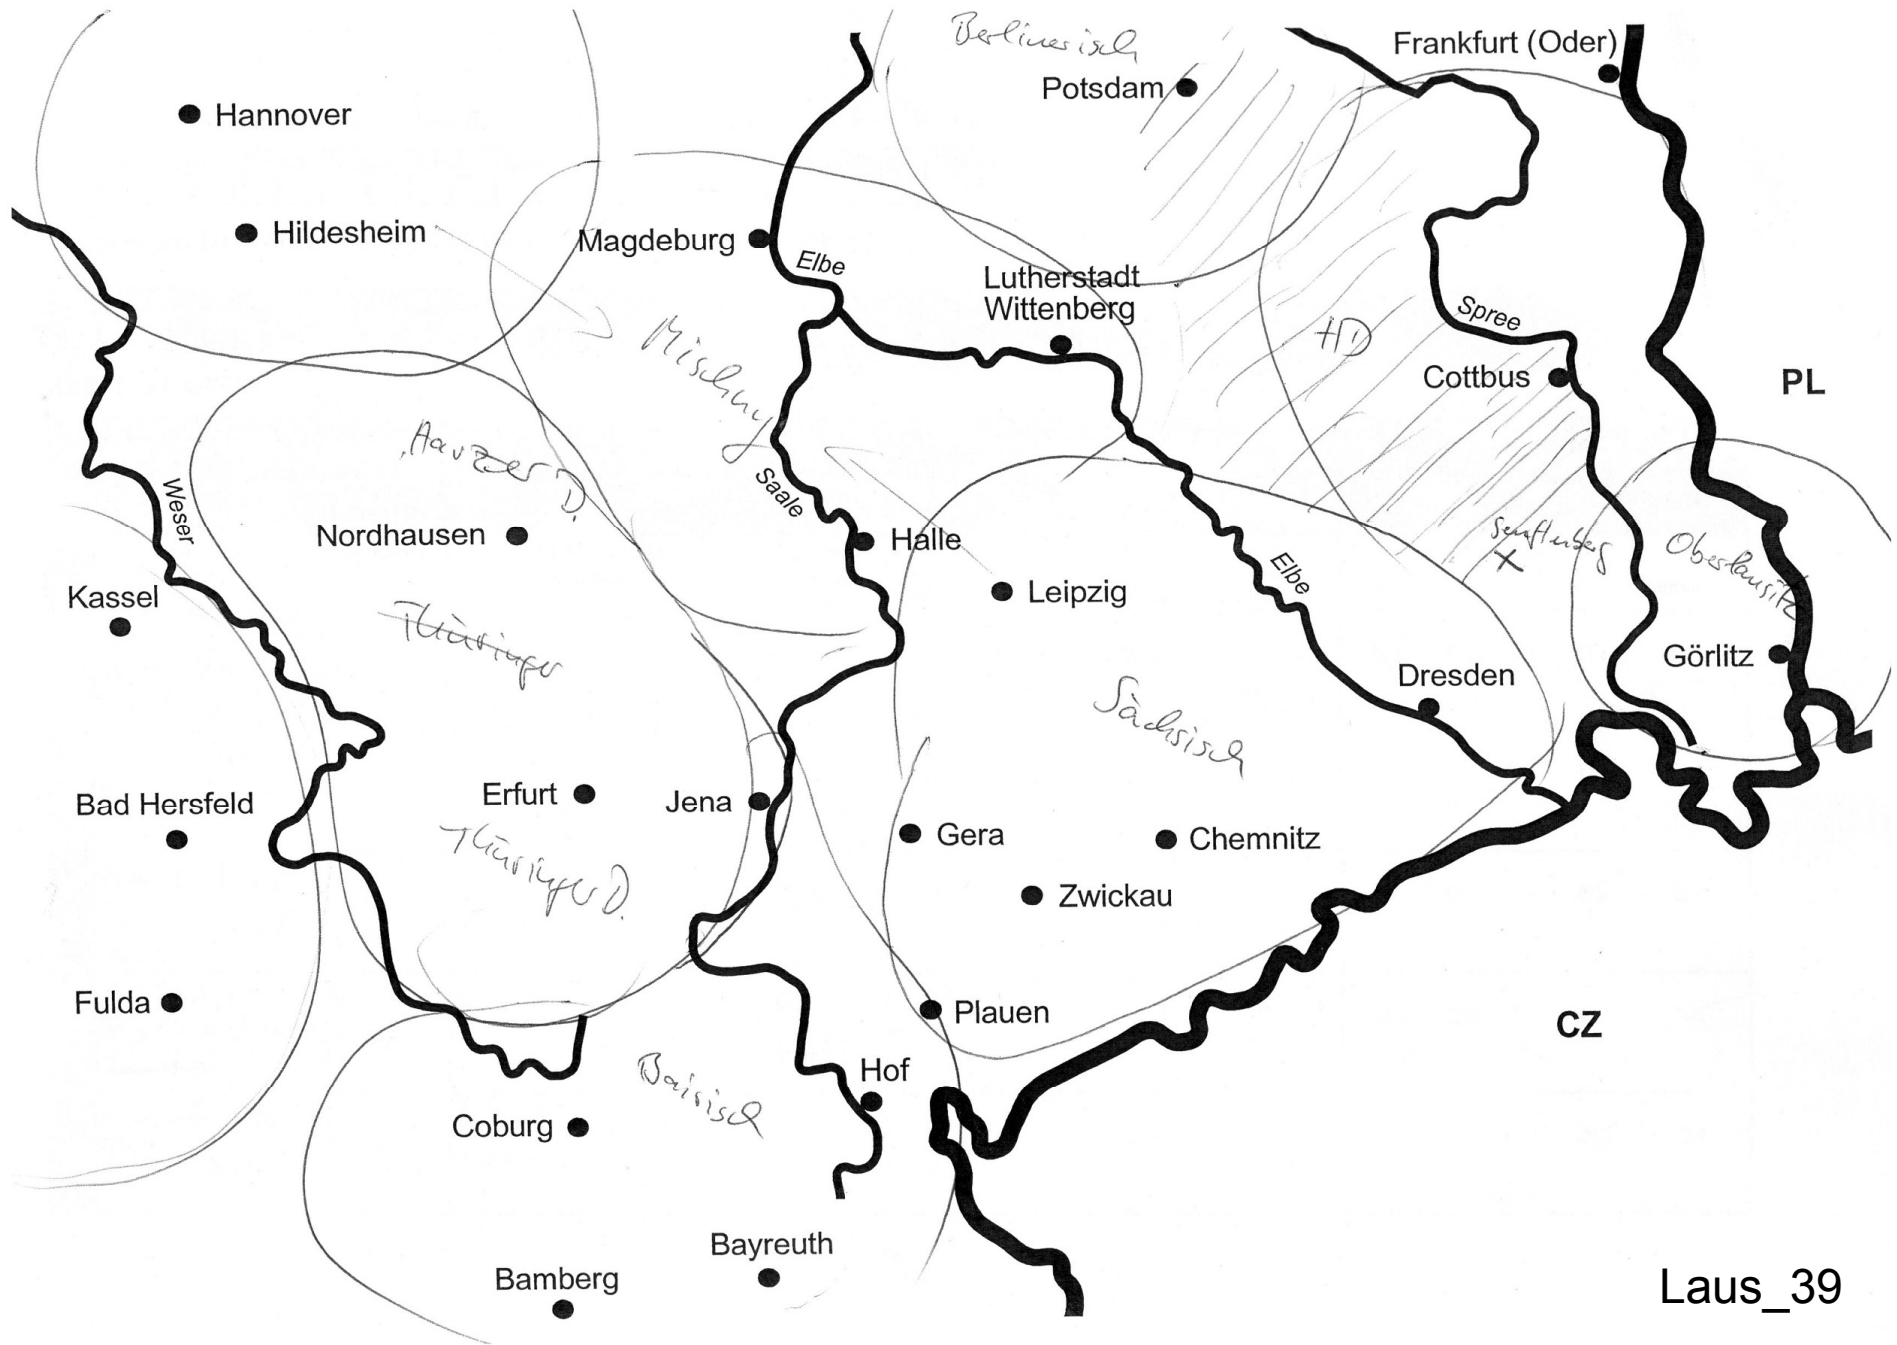 Berlinerisch
Frankfurt (Oder)
Potsdam
Hannover
Hildesheim
Magdeburg
Elbe
Lutherstadt
Wittenberg
Mischung
HD
Spree
Cottbus
PL
Harzer D.
Weser
Saale
Nordhausen
Halle
Senftenberg
X
Oberlausitz
Kassel
Leipzig
Elbe
Thüringer
Görlitz
Dresden
Sächsisch
Bad Hersfeld
Erfurt
Jena
Gera
Chemnitz
Thüringer D.
Zwickau
Fulda
Plauen
CZ
Bairisch
Hof
Coburg
Bayreuth
Bamberg
Laus_39